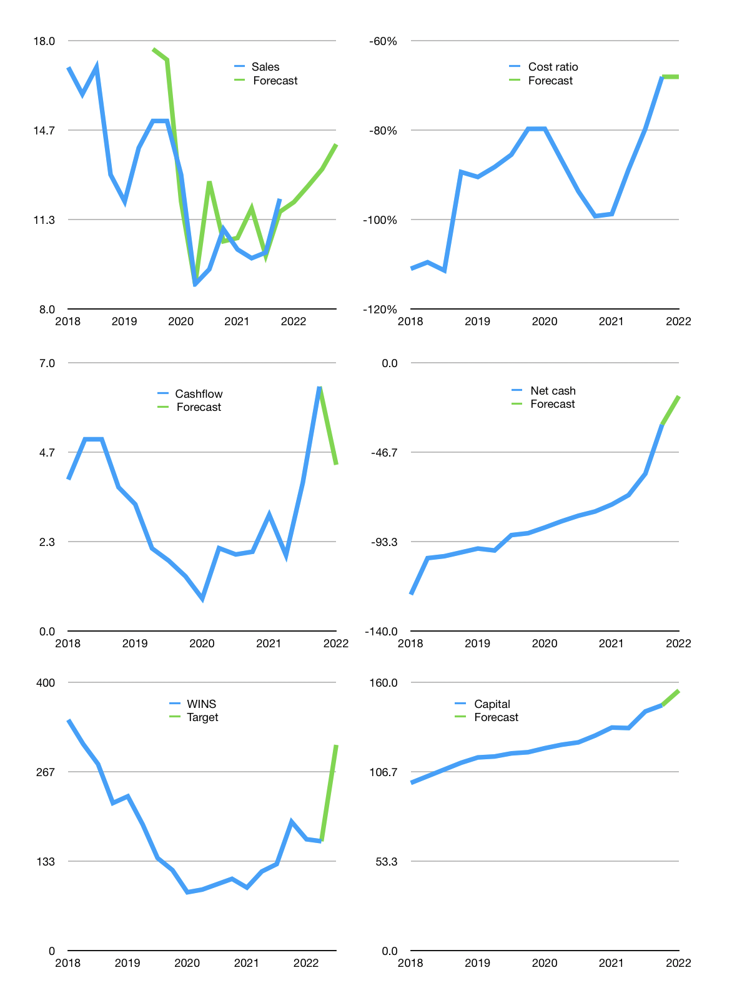 18.0
Sales
Forecast
14.7
11.3
8.0
2018 2019 2020 2021 2022
-60%
Cost ratio
Forecast
-80%
-100%
-120%
2018 2019 2020 2021 2022
7.0
Cashflow
Forecast
4.7
2.3
0.0
2018 2019 2020 2021 2022
0.0
Net cash
Forecast
-46.7
-93.3
-140.0
2018 2019 2020 2021 2022
400
WINS
Target
267
133
0
2018 2019 2020 2021 2022
160.0
Capital
Forecast
106.7
53.3
0.0
2018 2019 2020 2021 2022